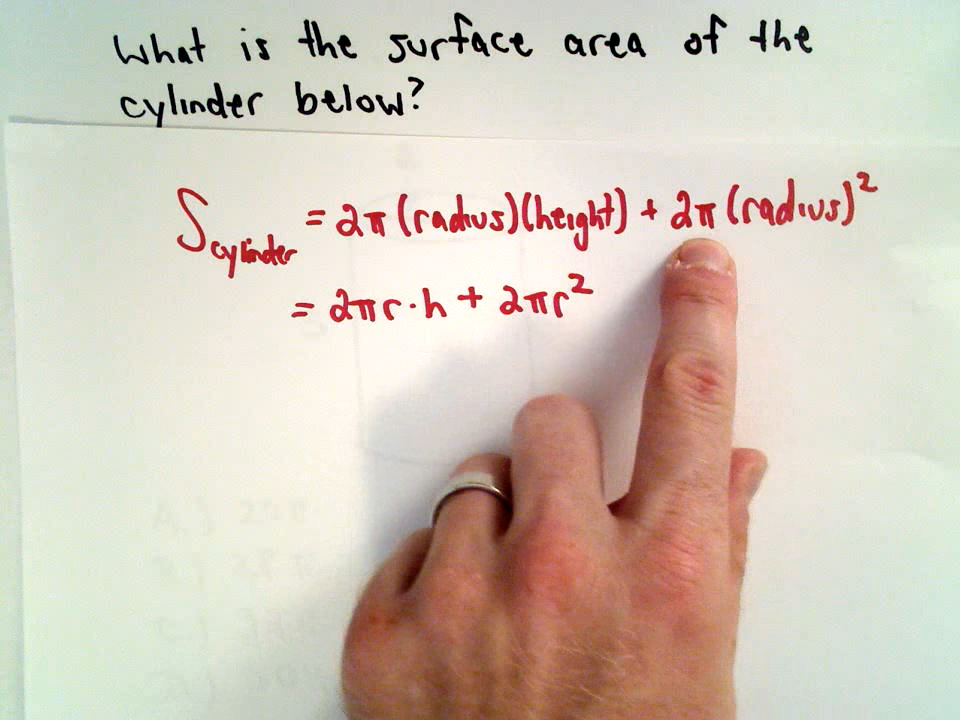 What is the surface area of the
cylinder below?
S cylinder = 2π (radius)(height) + 2π (radius)²
= 2πr · h + 2πr²